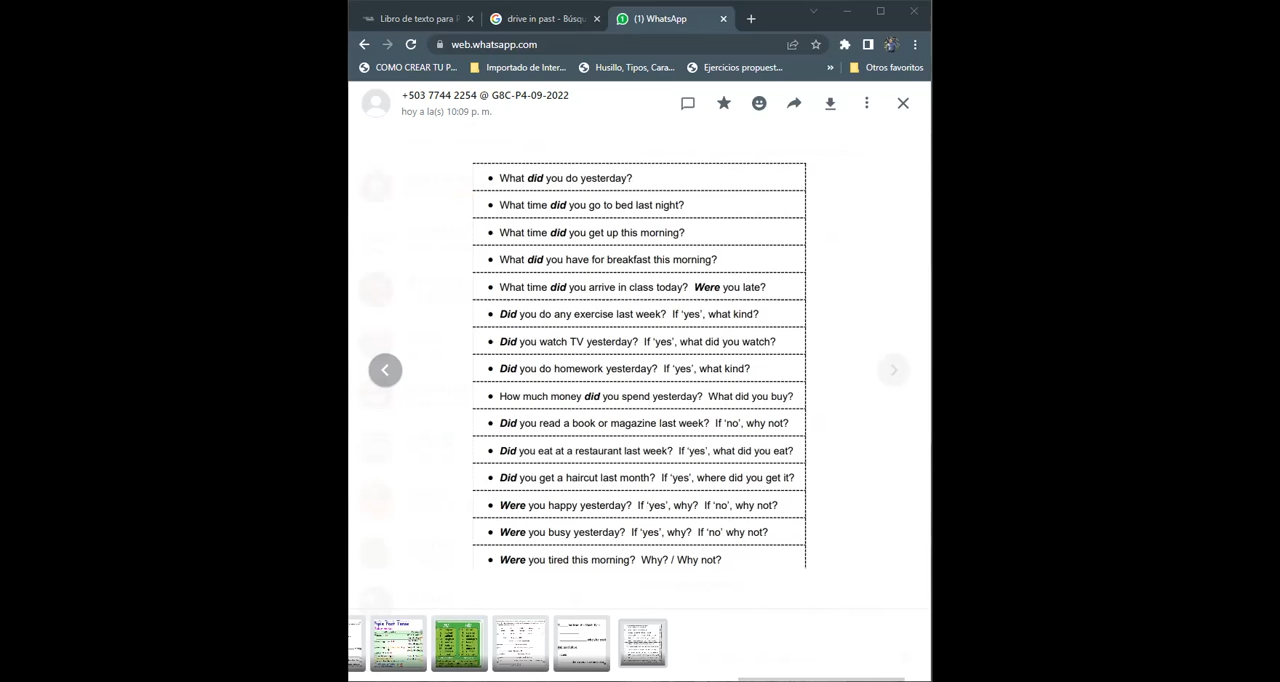 Libro de texto para P
drive in past - Búsqu
(1) WhatsApp
web.whatsapp.com
COMO CREAR TU P...
Importado de Inter...
Husillo, Tipos, Cara...
Ejercicios propuest...
»
Otros favoritos
+503 7744 2254 @ G8C-P4-09-2022
hoy a la(s) 10:09 p. m.
• What did you do yesterday?
• What time did you go to bed last night?
• What time did you get up this morning?
• What did you have for breakfast this morning?
• What time did you arrive in class today? Were you late?
• Did you do any exercise last week? If ‘yes’, what kind?
• Did you watch TV yesterday? If ‘yes’, what did you watch?
• Did you do homework yesterday? If ‘yes’, what kind?
• How much money did you spend yesterday? What did you buy?
• Did you read a book or magazine last week? If ‘no’, why not?
• Did you eat at a restaurant last week? If ‘yes’, what did you eat?
• Did you get a haircut last month? If ‘yes’, where did you get it?
• Were you happy yesterday? If ‘yes’, why? If ‘no’, why not?
• Were you busy yesterday? If ‘yes’, why? If ‘no’ why not?
• Were you tired this morning? Why? / Why not?